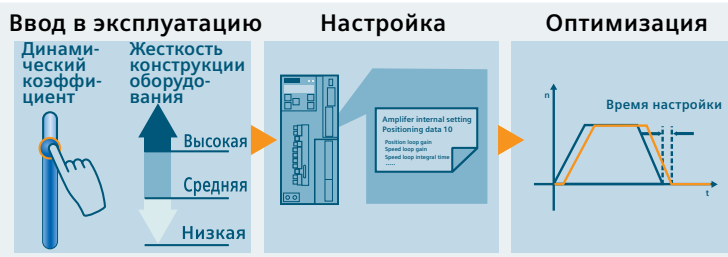 Ввод в эксплуатацию
Настройка
Оптимизация
Динами-
ческий
коэффи-
циент
Жесткость
конструкции
оборудо-
вания
Высокая
Средняя
Низкая
Amplifer internal setting
Positioning data 10
Position loop gain
Speed loop gain
Speed loop integral time
.....
n
Время настройки
t